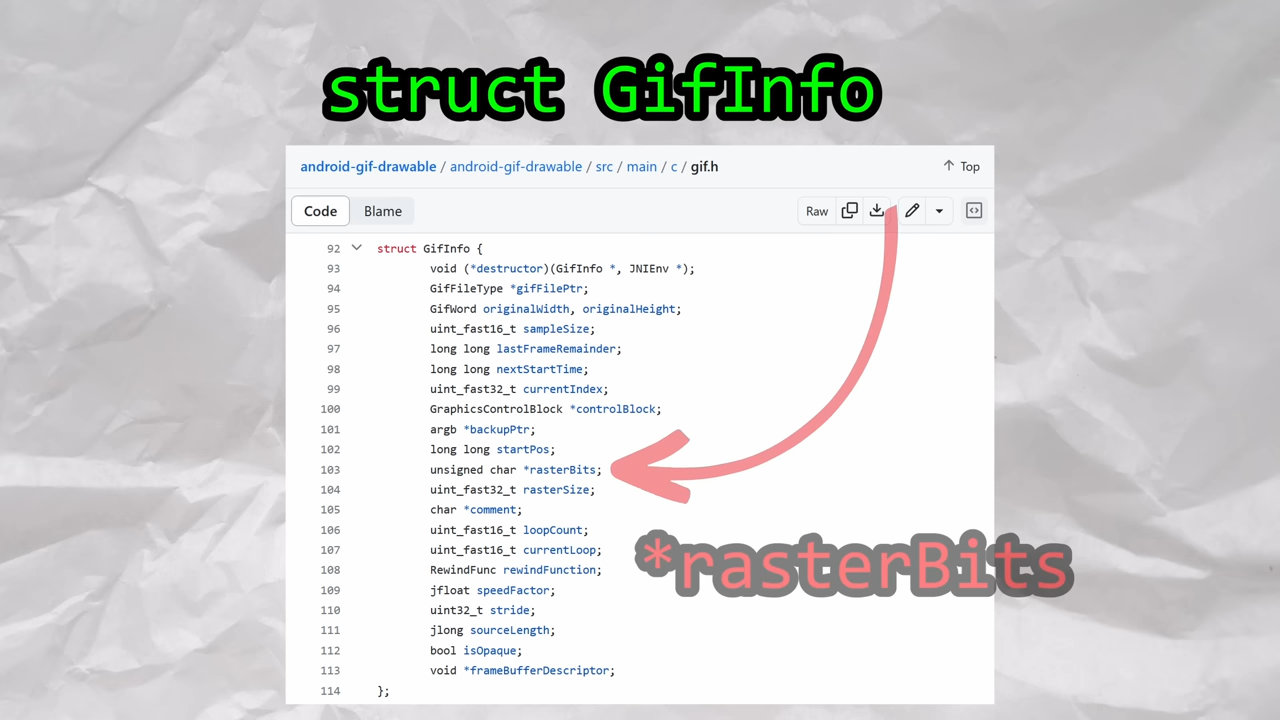 struct GifInfo
android-gif-drawable / android-gif-drawable / src / main / c / gif.h
Top
Code Blame
Raw
92 struct GifInfo {
93 void (*destructor)(GifInfo *, JNIEnv *);
94 GifFileType *gifFilePtr;
95 GifWord originalWidth, originalHeight;
96 uint_fast16_t sampleSize;
97 long long lastFrameRemainder;
98 long long nextStartTime;
99 uint_fast32_t currentIndex;
100 GraphicsControlBlock *controlBlock;
101 argb *backupPtr;
102 long long startPos;
103 unsigned char *rasterBits;
104 uint_fast32_t rasterSize;
105 char *comment;
106 uint_fast16_t loopCount;
107 uint_fast16_t currentLoop;
108 RewindFunc rewindFunction;
109 jfloat speedFactor;
110 uint32_t stride;
111 jlong sourceLength;
112 bool isOpaque;
113 void *frameBufferDescriptor;
114 };
*rasterBits